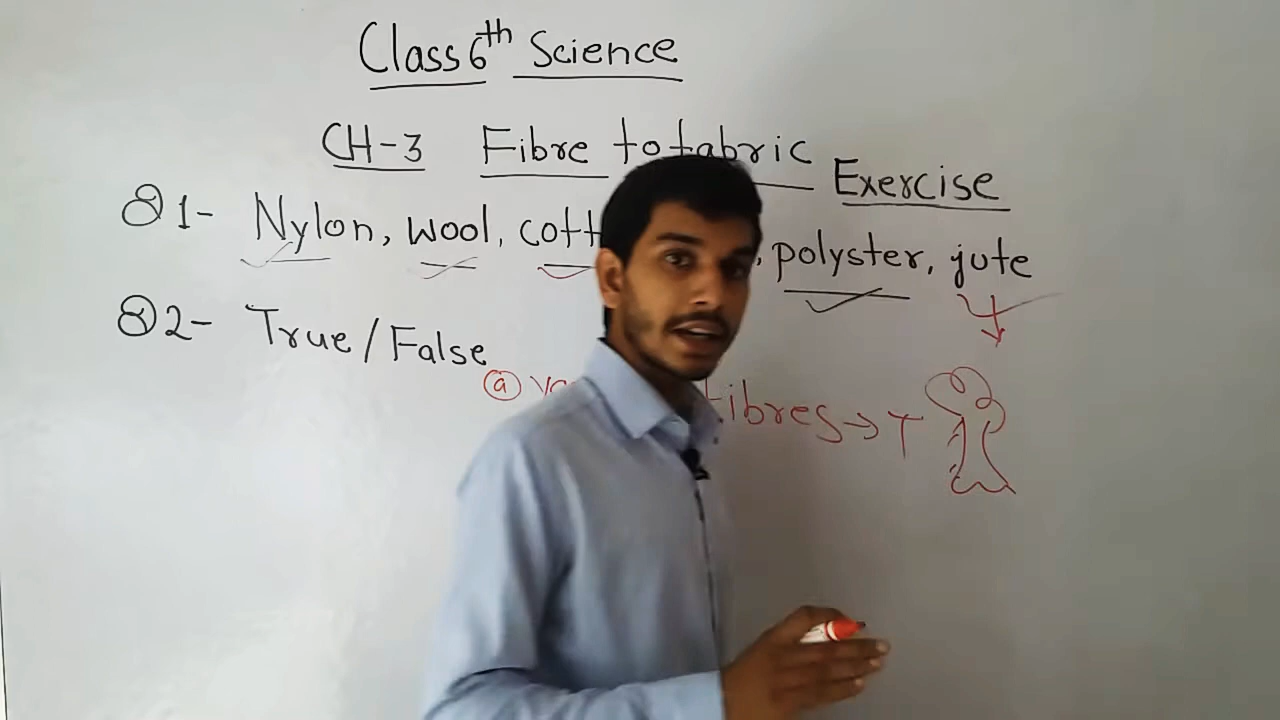 Class 6th Science
CH-3 Fibre to fabric
Exercise
Q1- Nylon, wool, cott , polyster, jute
Q2- True / False
a fibres → T